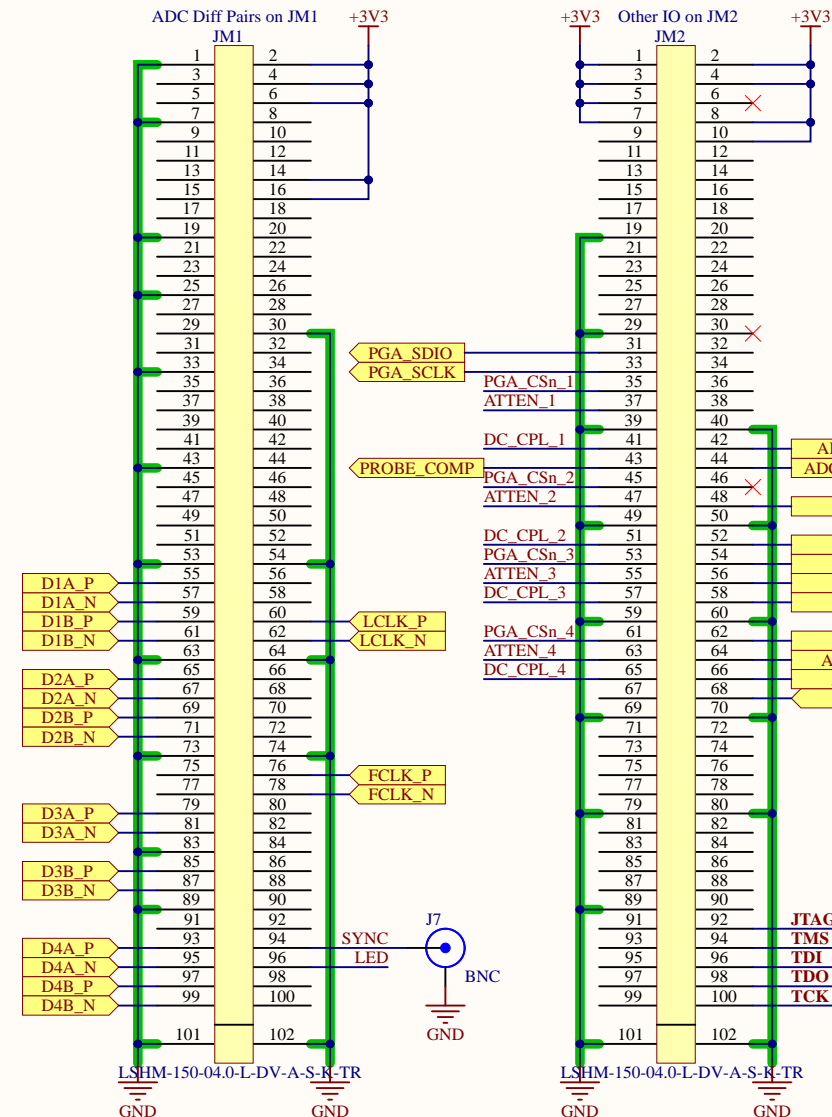 ADC Diff Pairs on JM1 +3V3 +3V3 Other IO on JM2 +3V3
JM1 JM2
1 2 1 2
3 4 3 4
5 6 5 6
7 8 7 8
9 10 9 10
11 12 11 12
13 14 13 14
15 16 15 16
17 18 17 18
19 20 19 20
21 22 21 22
23 24 23 24
25 26 25 26
27 28 27 28
29 30 29 30
31 32 PGA_SDIO 31 32
33 34 PGA_SCLK 33 34
35 36 PGA_CSn_1 35 36
37 38 ATTEN_1 37 38
39 40 39 40
41 42 DC_CPL_1 41 42
43 44 PROBE_COMP 43 44
45 46 PGA_CSn_2 45 46
47 48 ATTEN_2 47 48
49 50 49 50
51 52 DC_CPL_2 51 52
53 54 PGA_CSn_3 53 54
D1A_P 55 56 ATTEN_3 55 56
D1A_N 57 58 DC_CPL_3 57 58
D1B_P 59 60 LCLK_P 59 60
D1B_N 61 62 LCLK_N PGA_CSn_4 61 62
63 64 ATTEN_4 63 64
D2A_P 65 66 DC_CPL_4 65 66
D2A_N 67 68 67 68
D2B_P 69 70 69 70
D2B_N 71 72 71 72
73 74 73 74
75 76 FCLK_P 75 76
77 78 FCLK_N 77 78
D3A_P 79 80 79 80
D3A_N 81 82 81 82
83 84 83 84
D3B_P 85 86 85 86
D3B_N 87 88 87 88
89 90 89 90
91 92 J7 91 92 JTAG
D4A_P 93 94 SYNC 93 94 TMS
D4A_N 95 96 LED 95 96 TDI
D4B_P 97 98 BNC 97 98 TDO
D4B_N 99 100 99 100 TCK
101 102 GND 101 102
LSHM-150-04.0-L-DV-A-S-K-TR LSHM-150-04.0-L-DV-A-S-K-TR
GND GND GND GND